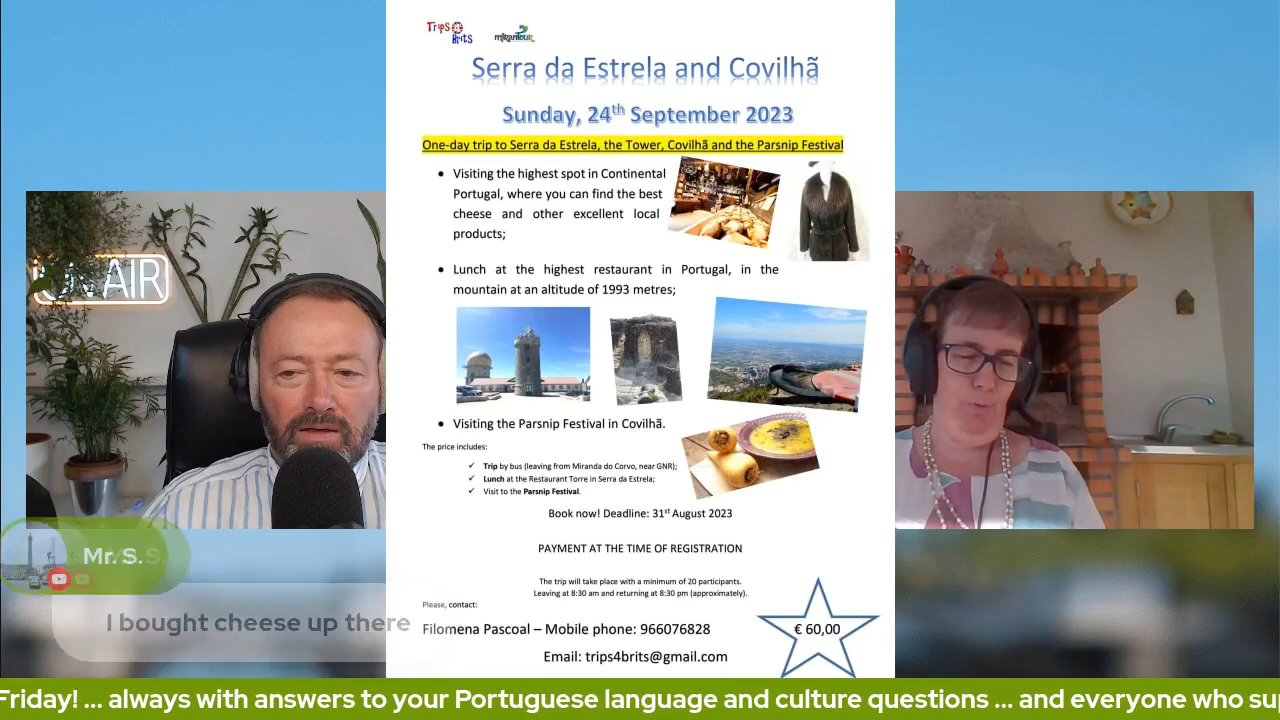 Trips
Brits
mirantour
Serra da Estrela and Covilhã
Sunday, 24th September 2023
One-day trip to Serra da Estrela, the Tower, Covilhã and the Parsnip Festival
• Visiting the highest spot in Continental
Portugal, where you can find the best
cheese and other excellent local
products;
• Lunch at the highest restaurant in Portugal, in the
mountain at an altitude of 1993 metres;
• Visiting the Parsnip Festival in Covilhã.
The price includes:
✓ Trip by bus (leaving from Miranda do Corvo, near GNR);
✓ Lunch at the Restaurant Torre in Serra da Estrela;
✓ Visit to the Parsnip Festival.
Book now! Deadline: 31st August 2023
PAYMENT AT THE TIME OF REGISTRATION
The trip will take place with a minimum of 20 participants.
Leaving at 8:30 am and returning at 8:30 pm (approximately).
Please, contact:
Filomena Pascoal – Mobile phone: 966076828
Email: trips4brits@gmail.com
€ 60,00
ON AIR
Mr. S.
I bought cheese up there
Friday! ... always with answers to your Portuguese language and culture questions ... and everyone who su